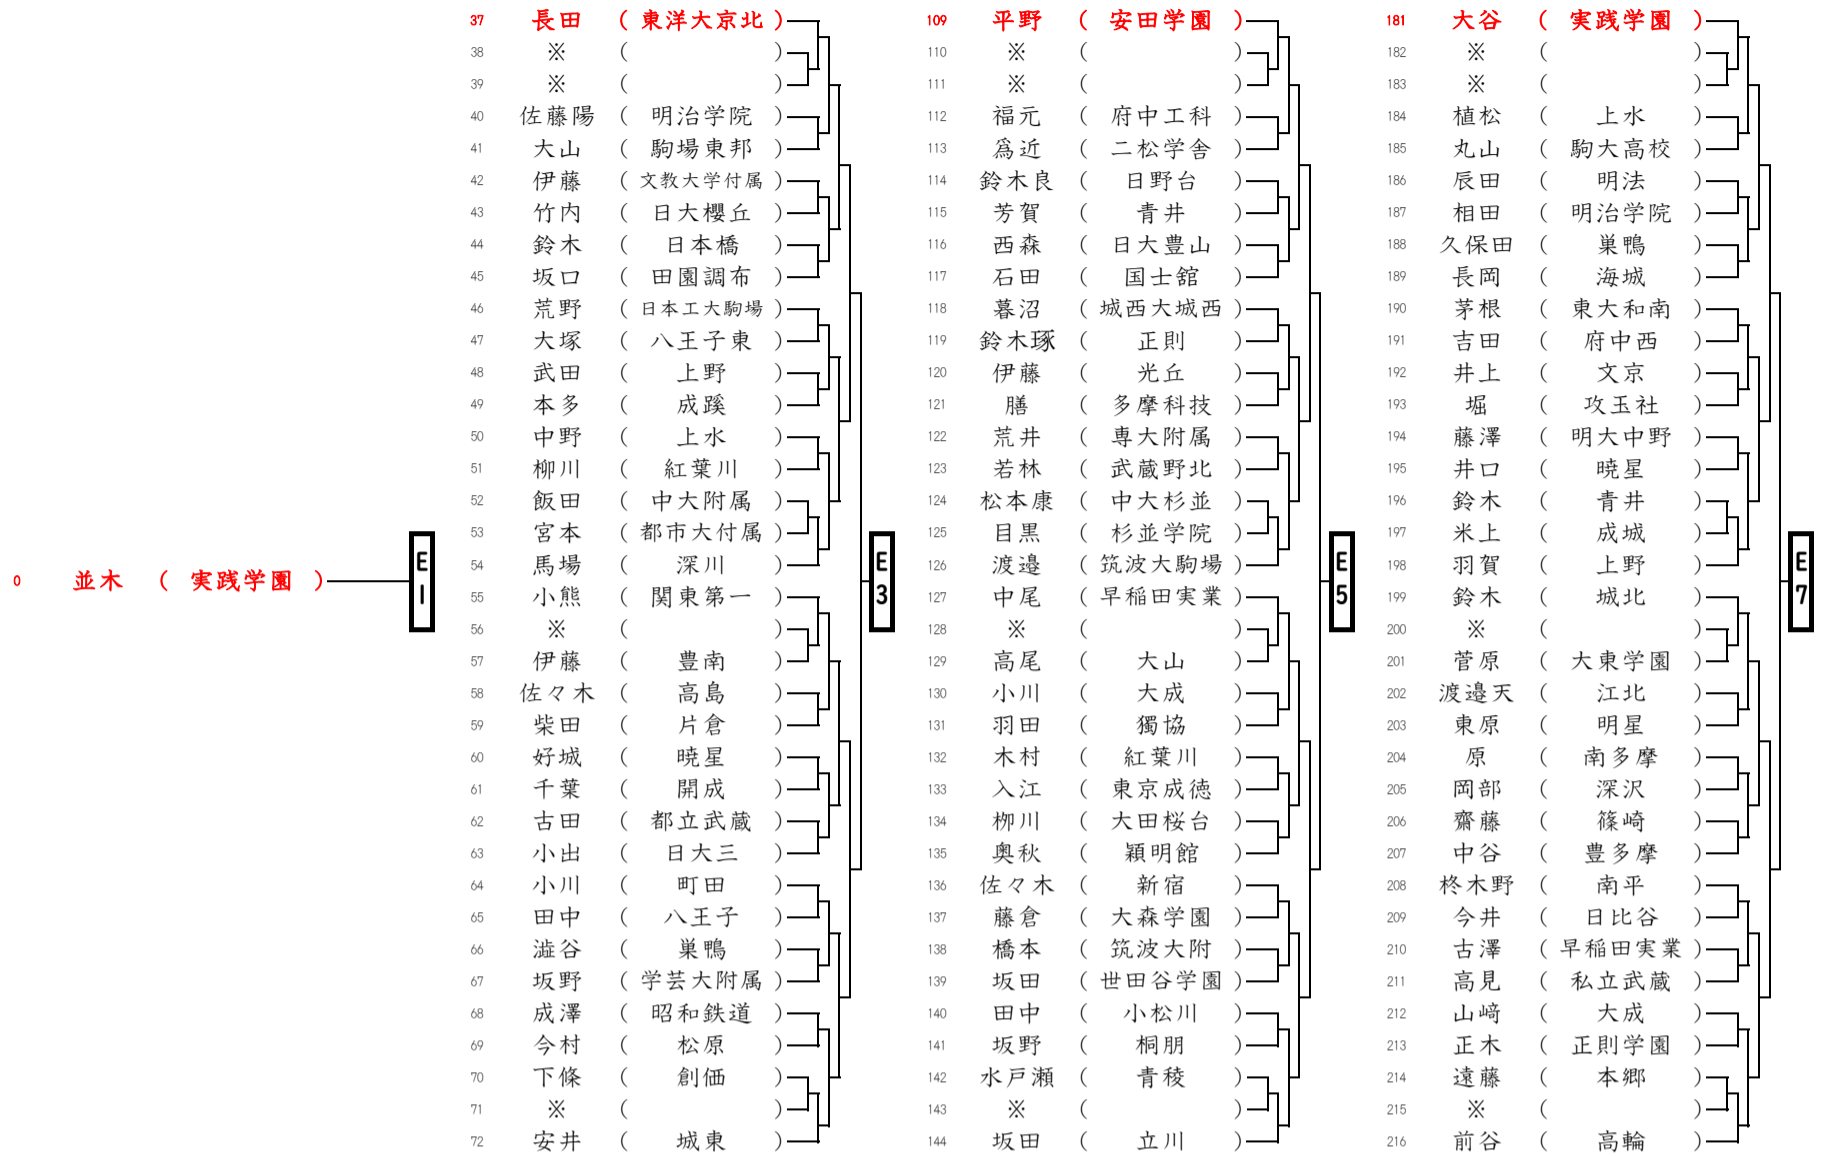 0 並木 ( 実践学園 )
E1
37 長田 ( 東洋大京北 )
38 ※ ( )
39 ※ ( )
40 佐藤陽 ( 明治学院 )
41 大山 ( 駒場東邦 )
42 伊藤 ( 文教大学付属 )
43 竹内 ( 日大櫻丘 )
44 鈴木 ( 日本橋 )
45 坂口 ( 田園調布 )
46 荒野 ( 日本工大駒場 )
47 大塚 ( 八王子東 )
48 武田 ( 上野 )
49 本多 ( 成蹊 )
50 中野 ( 上水 )
51 柳川 ( 紅葉川 )
52 飯田 ( 中大附属 )
53 宮本 ( 都市大付属 )
54 馬場 ( 深川 )
55 小熊 ( 関東第一 )
56 ※ ( )
57 伊藤 ( 豊南 )
58 佐々木 ( 高島 )
59 柴田 ( 片倉 )
60 好城 ( 暁星 )
61 千葉 ( 開成 )
62 古田 ( 都立武蔵 )
63 小出 ( 日大三 )
64 小川 ( 町田 )
65 田中 ( 八王子 )
66 澁谷 ( 巣鴨 )
67 坂野 ( 学芸大附属 )
68 成澤 ( 昭和鉄道 )
69 今村 ( 松原 )
70 下條 ( 創価 )
71 ※ ( )
72 安井 ( 城東 )
E3
109 平野 ( 安田学園 )
110 ※ ( )
111 ※ ( )
112 福元 ( 府中工科 )
113 爲近 ( 二松学舎 )
114 鈴木良 ( 日野台 )
115 芳賀 ( 青井 )
116 西森 ( 日大豊山 )
117 石田 ( 国士舘 )
118 暮沼 ( 城西大城西 )
119 鈴木琢 ( 正則 )
120 伊藤 ( 光丘 )
121 膳 ( 多摩科技 )
122 荒井 ( 専大附属 )
123 若林 ( 武蔵野北 )
124 松本康 ( 中大杉並 )
125 目黒 ( 杉並学院 )
126 渡邉 ( 筑波大駒場 )
127 中尾 ( 早稲田実業 )
128 ※ ( )
129 高尾 ( 大山 )
130 小川 ( 大成 )
131 羽田 ( 獨協 )
132 木村 ( 紅葉川 )
133 入江 ( 東京成徳 )
134 栁川 ( 大田桜台 )
135 奥秋 ( 穎明館 )
136 佐々木 ( 新宿 )
137 藤倉 ( 大森学園 )
138 橋本 ( 筑波大附 )
139 坂田 ( 世田谷学園 )
140 田中 ( 小松川 )
141 坂野 ( 桐朋 )
142 水戸瀬 ( 青稜 )
143 ※ ( )
144 坂田 ( 立川 )
E5
181 大谷 ( 実践学園 )
182 ※ ( )
183 ※ ( )
184 植松 ( 上水 )
185 丸山 ( 駒大高校 )
186 辰田 ( 明法 )
187 相田 ( 明治学院 )
188 久保田 ( 巣鴨 )
189 長岡 ( 海城 )
190 茅根 ( 東大和南 )
191 吉田 ( 府中西 )
192 井上 ( 文京 )
193 堀 ( 攻玉社 )
194 藤澤 ( 明大中野 )
195 井口 ( 暁星 )
196 鈴木 ( 青井 )
197 米上 ( 成城 )
198 羽賀 ( 上野 )
199 鈴木 ( 城北 )
200 ※ ( )
201 菅原 ( 大東学園 )
202 渡邉天 ( 江北 )
203 東原 ( 明星 )
204 原 ( 南多摩 )
205 岡部 ( 深沢 )
206 齋藤 ( 篠崎 )
207 中谷 ( 豊多摩 )
208 柊木野 ( 南平 )
209 今井 ( 日比谷 )
210 古澤 ( 早稲田実業 )
211 高見 ( 私立武蔵 )
212 山﨑 ( 大成 )
213 正木 ( 正則学園 )
214 遠藤 ( 本郷 )
215 ※ ( )
216 前谷 ( 高輪 )
E7